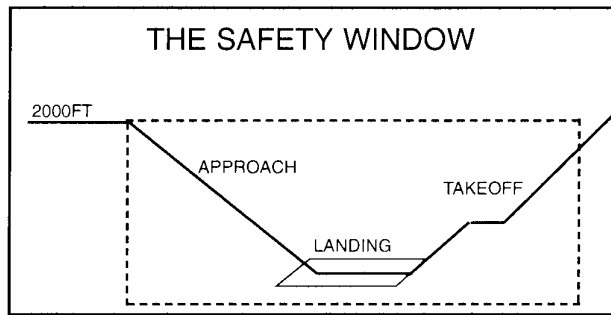 THE SAFETY WINDOW
2000FT
APPROACH
TAKEOFF
LANDING